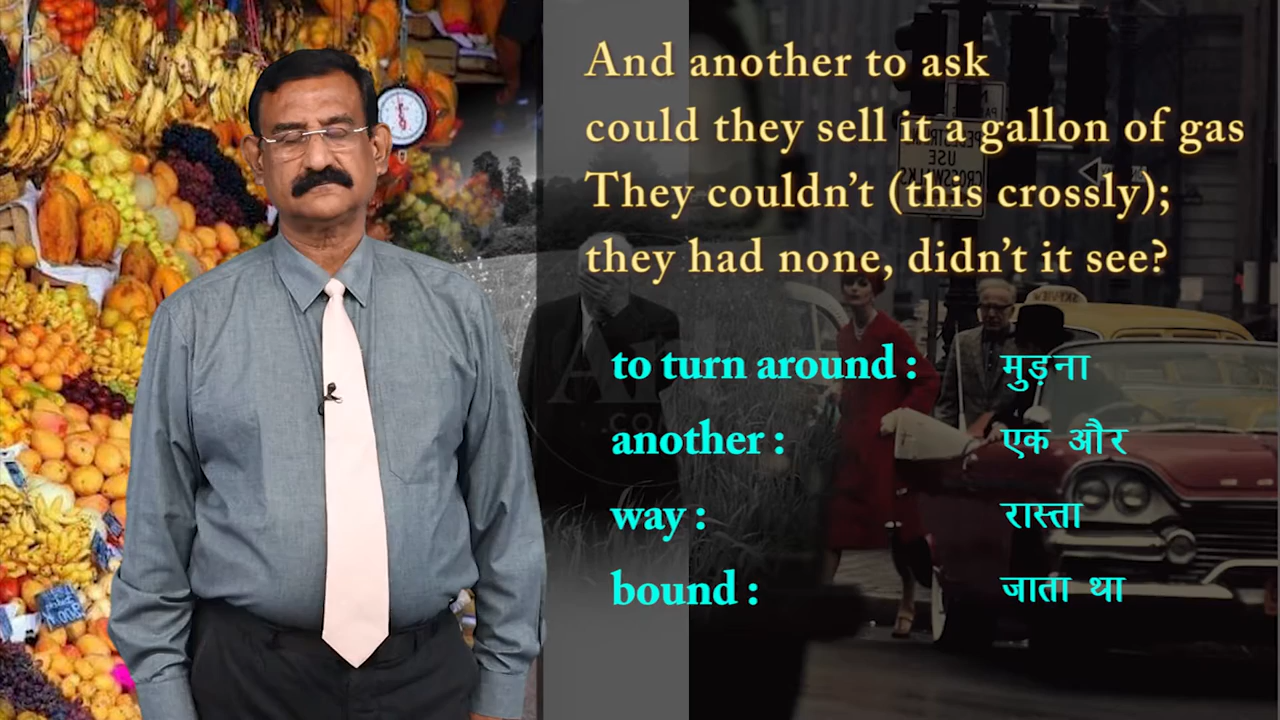 And another to ask
could they sell it a gallon of gas
They couldn’t (this crossly);
they had none, didn’t it see?
to turn around : मुड़ना
another : एक और
way : रास्ता
bound : जाता था
PEDESTRIANS
USE
CROSSWALKS